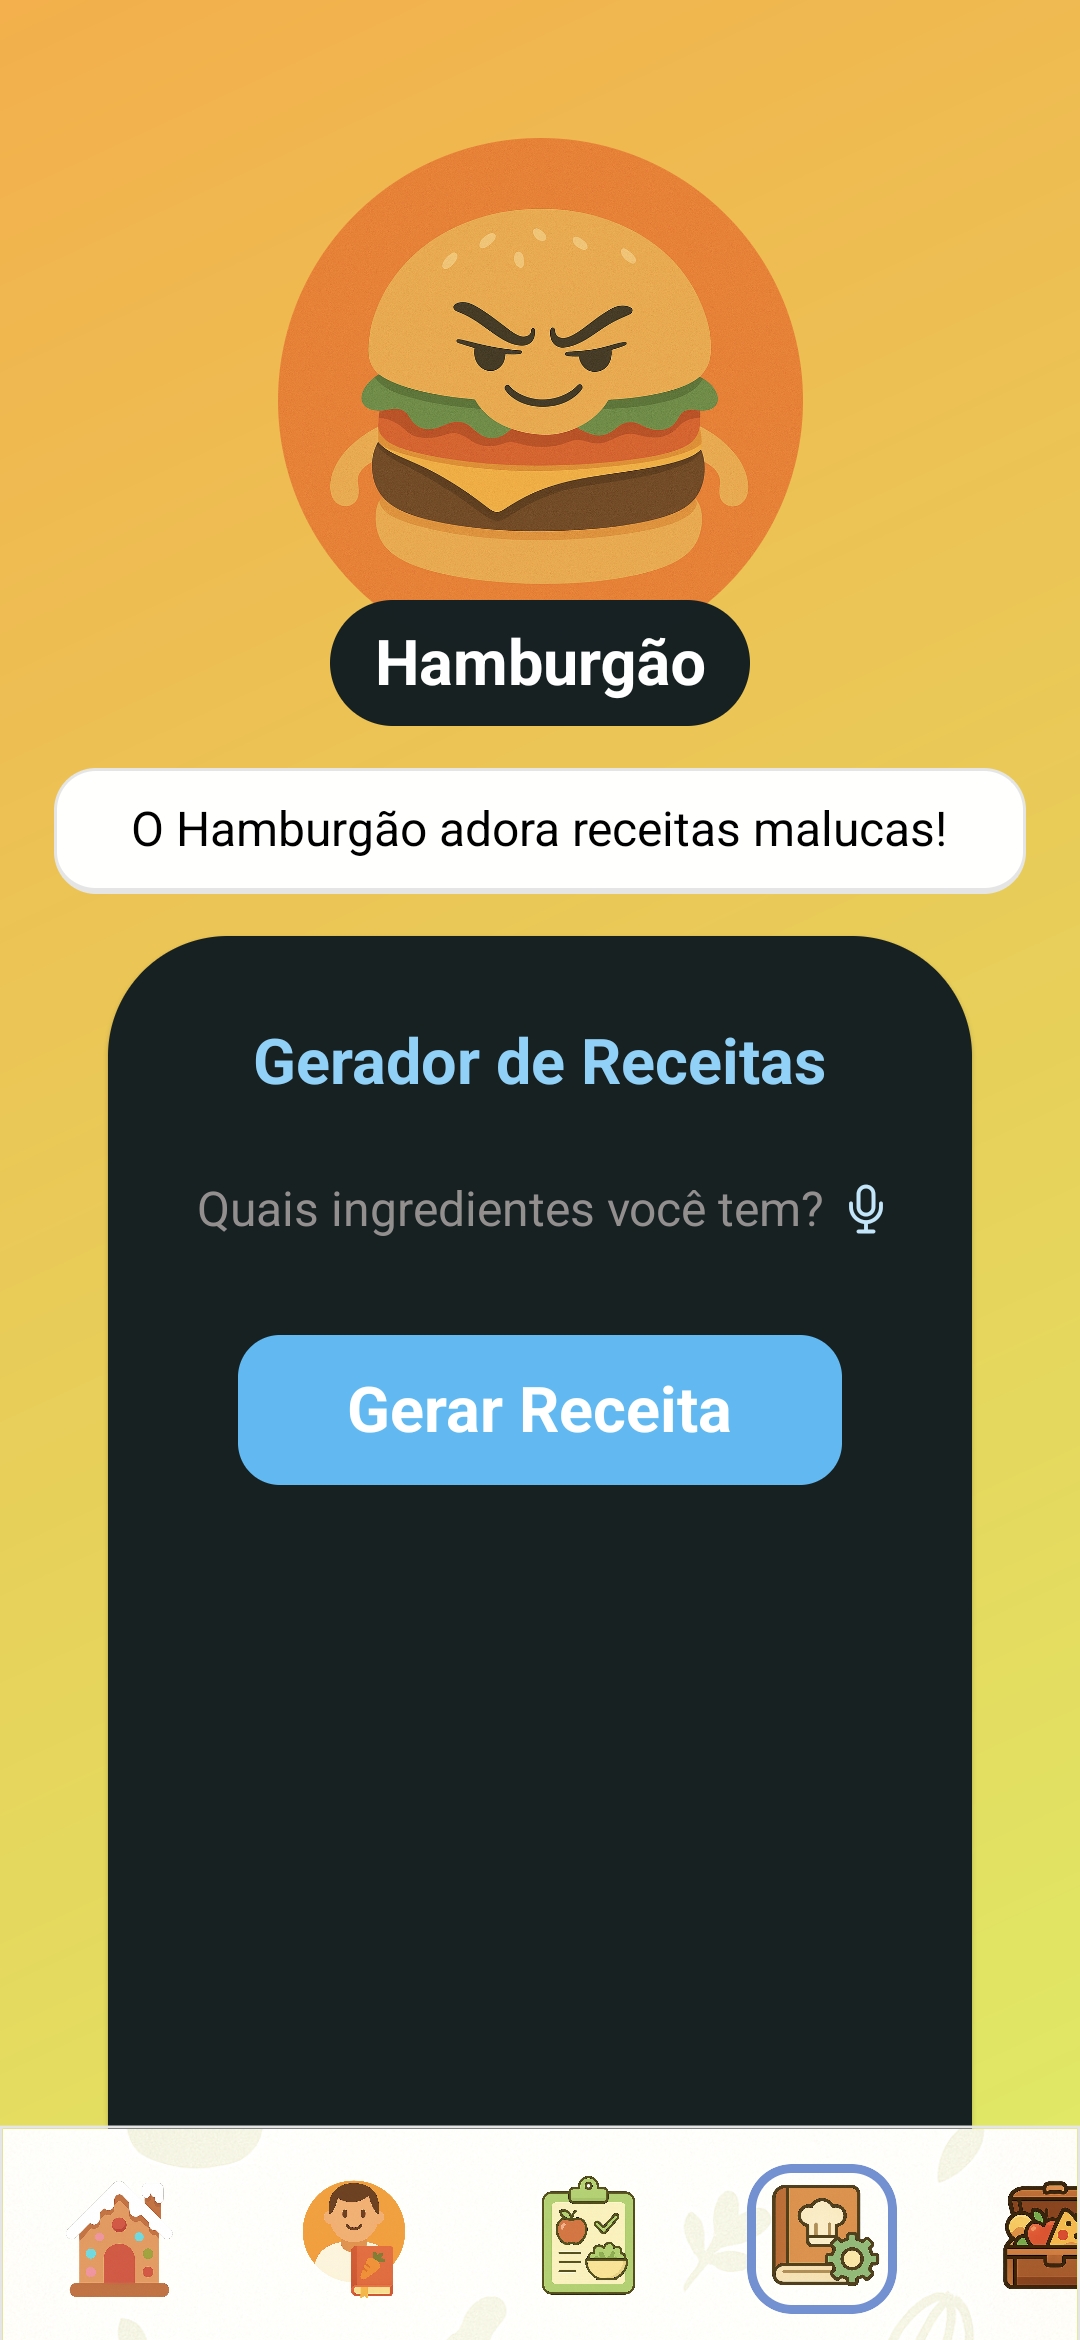 Hamburgão
O Hamburgão adora receitas malucas!
Gerador de Receitas
Quais ingredientes você tem?
Gerar Receita